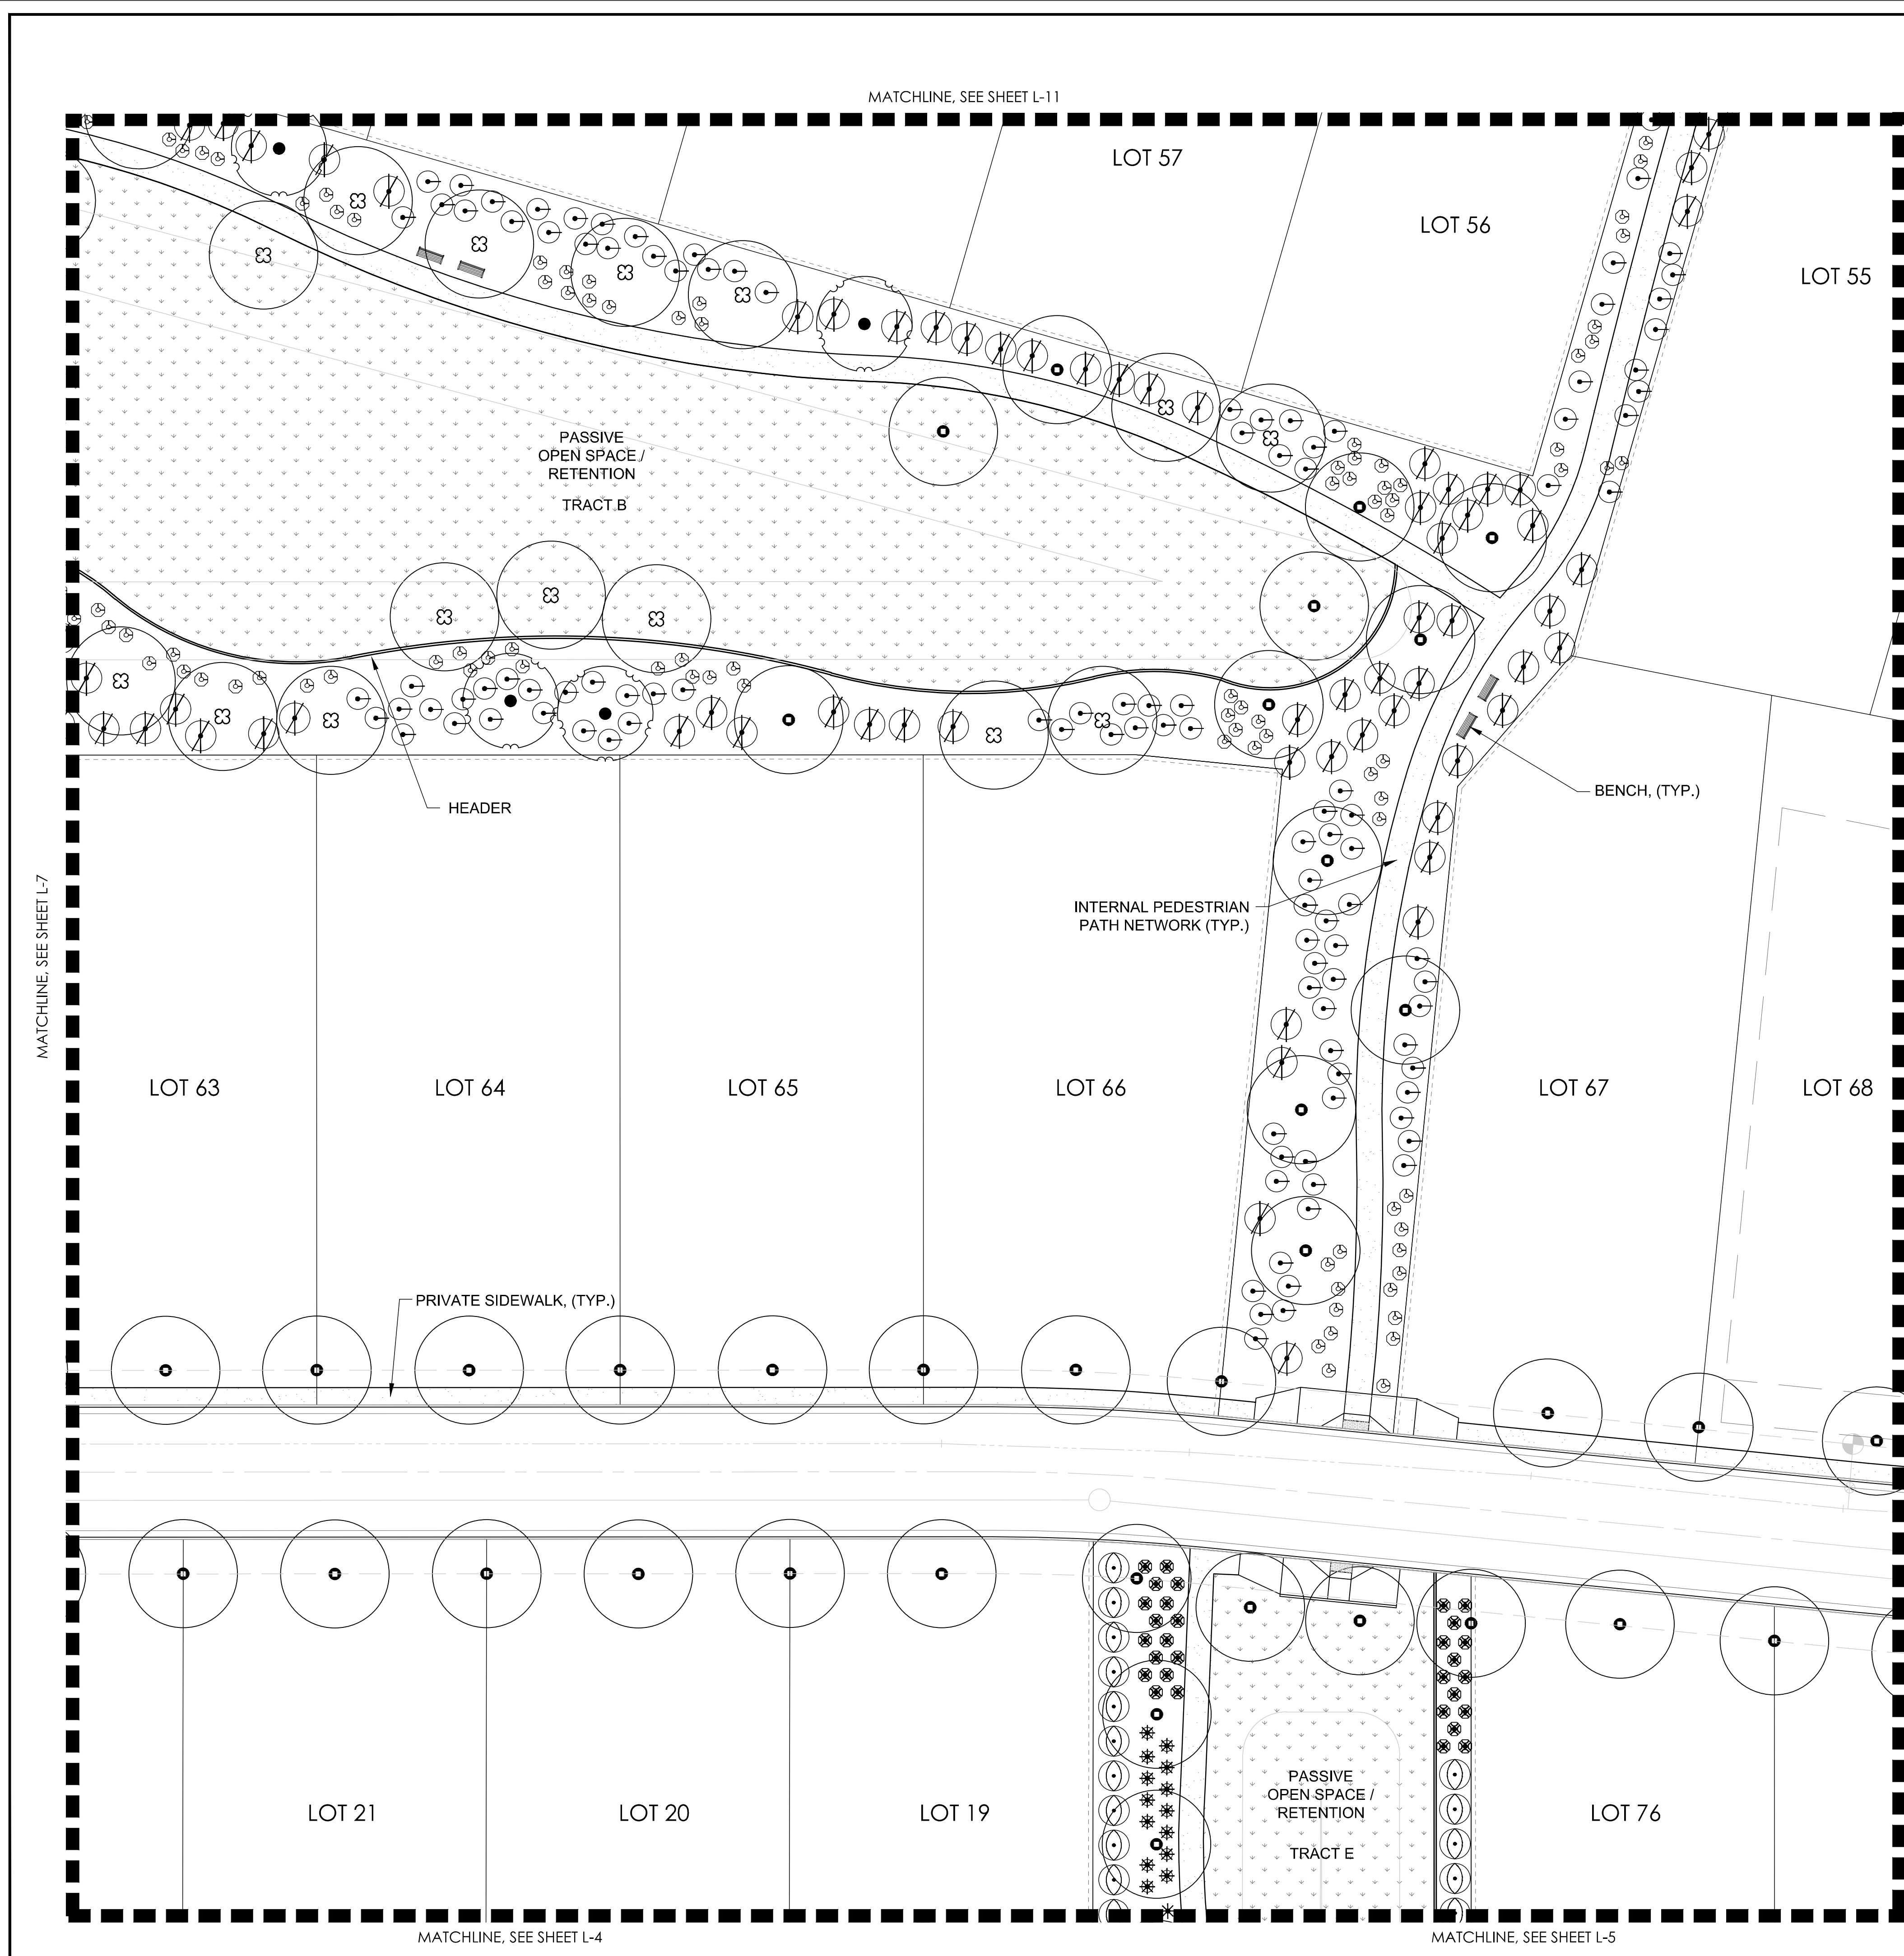 MATCHLINE, SEE SHEET L-11
LOT 57
LOT 56
LOT 55
PASSIVE
OPEN SPACE /
RETENTION
TRACT B
HEADER
BENCH, (TYP.)
INTERNAL PEDESTRIAN
PATH NETWORK (TYP.)
MATCHLINE, SEE SHEET L-7
LOT 63
LOT 64
LOT 65
LOT 66
LOT 67
LOT 68
PRIVATE SIDEWALK, (TYP.)
LOT 21
LOT 20
LOT 19
PASSIVE
OPEN SPACE /
RETENTION
TRACT E
LOT 76
MATCHLINE, SEE SHEET L-4
MATCHLINE, SEE SHEET L-5